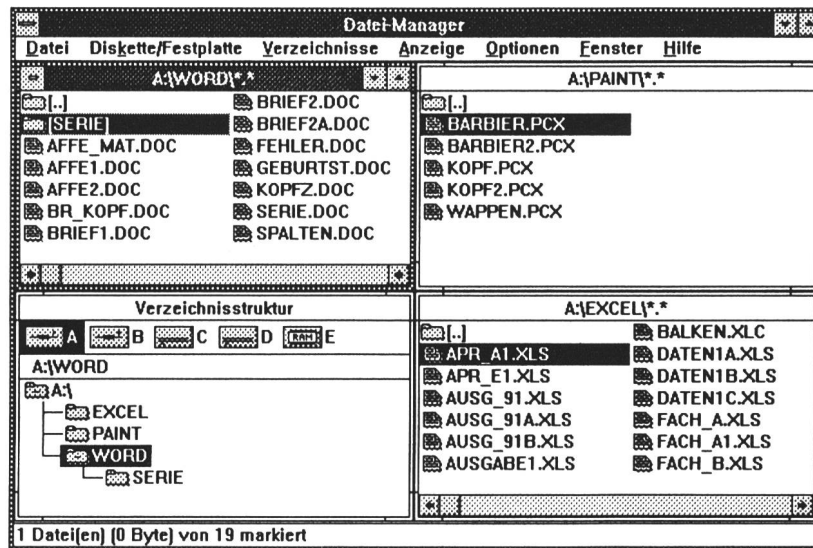 Datei-Manager
Datei Diskette/Festplatte Verzeichnisse Anzeige Optionen Fenster Hilfe
A:\WORD\*.*
[..]
[SERIE]
AFFE_MAT.DOC
AFFE1.DOC
AFFE2.DOC
BR_KOPF.DOC
BRIEF1.DOC
BRIEF2.DOC
BRIEF2A.DOC
FEHLER.DOC
GEBURTST.DOC
KOPFZ.DOC
SERIE.DOC
SPALTEN.DOC
A:\PAINT\*.*
[..]
BARBIER.PCX
BARBIER2.PCX
KOPF.PCX
KOPF2.PCX
WAPPEN.PCX
Verzeichnisstruktur
A B C D RAM E
A:\WORD
A:\
EXCEL
PAINT
WORD
SERIE
A:\EXCEL\*.*
[..]
APR_A1.XLS
APR_E1.XLS
AUSG_91.XLS
AUSG_91A.XLS
AUSG_91B.XLS
AUSGABE1.XLS
BALKEN.XLC
DATEN1A.XLS
DATEN1B.XLS
DATEN1C.XLS
FACH_A.XLS
FACH_A1.XLS
FACH_B.XLS
1 Datei(en) (0 Byte) von 19 markiert